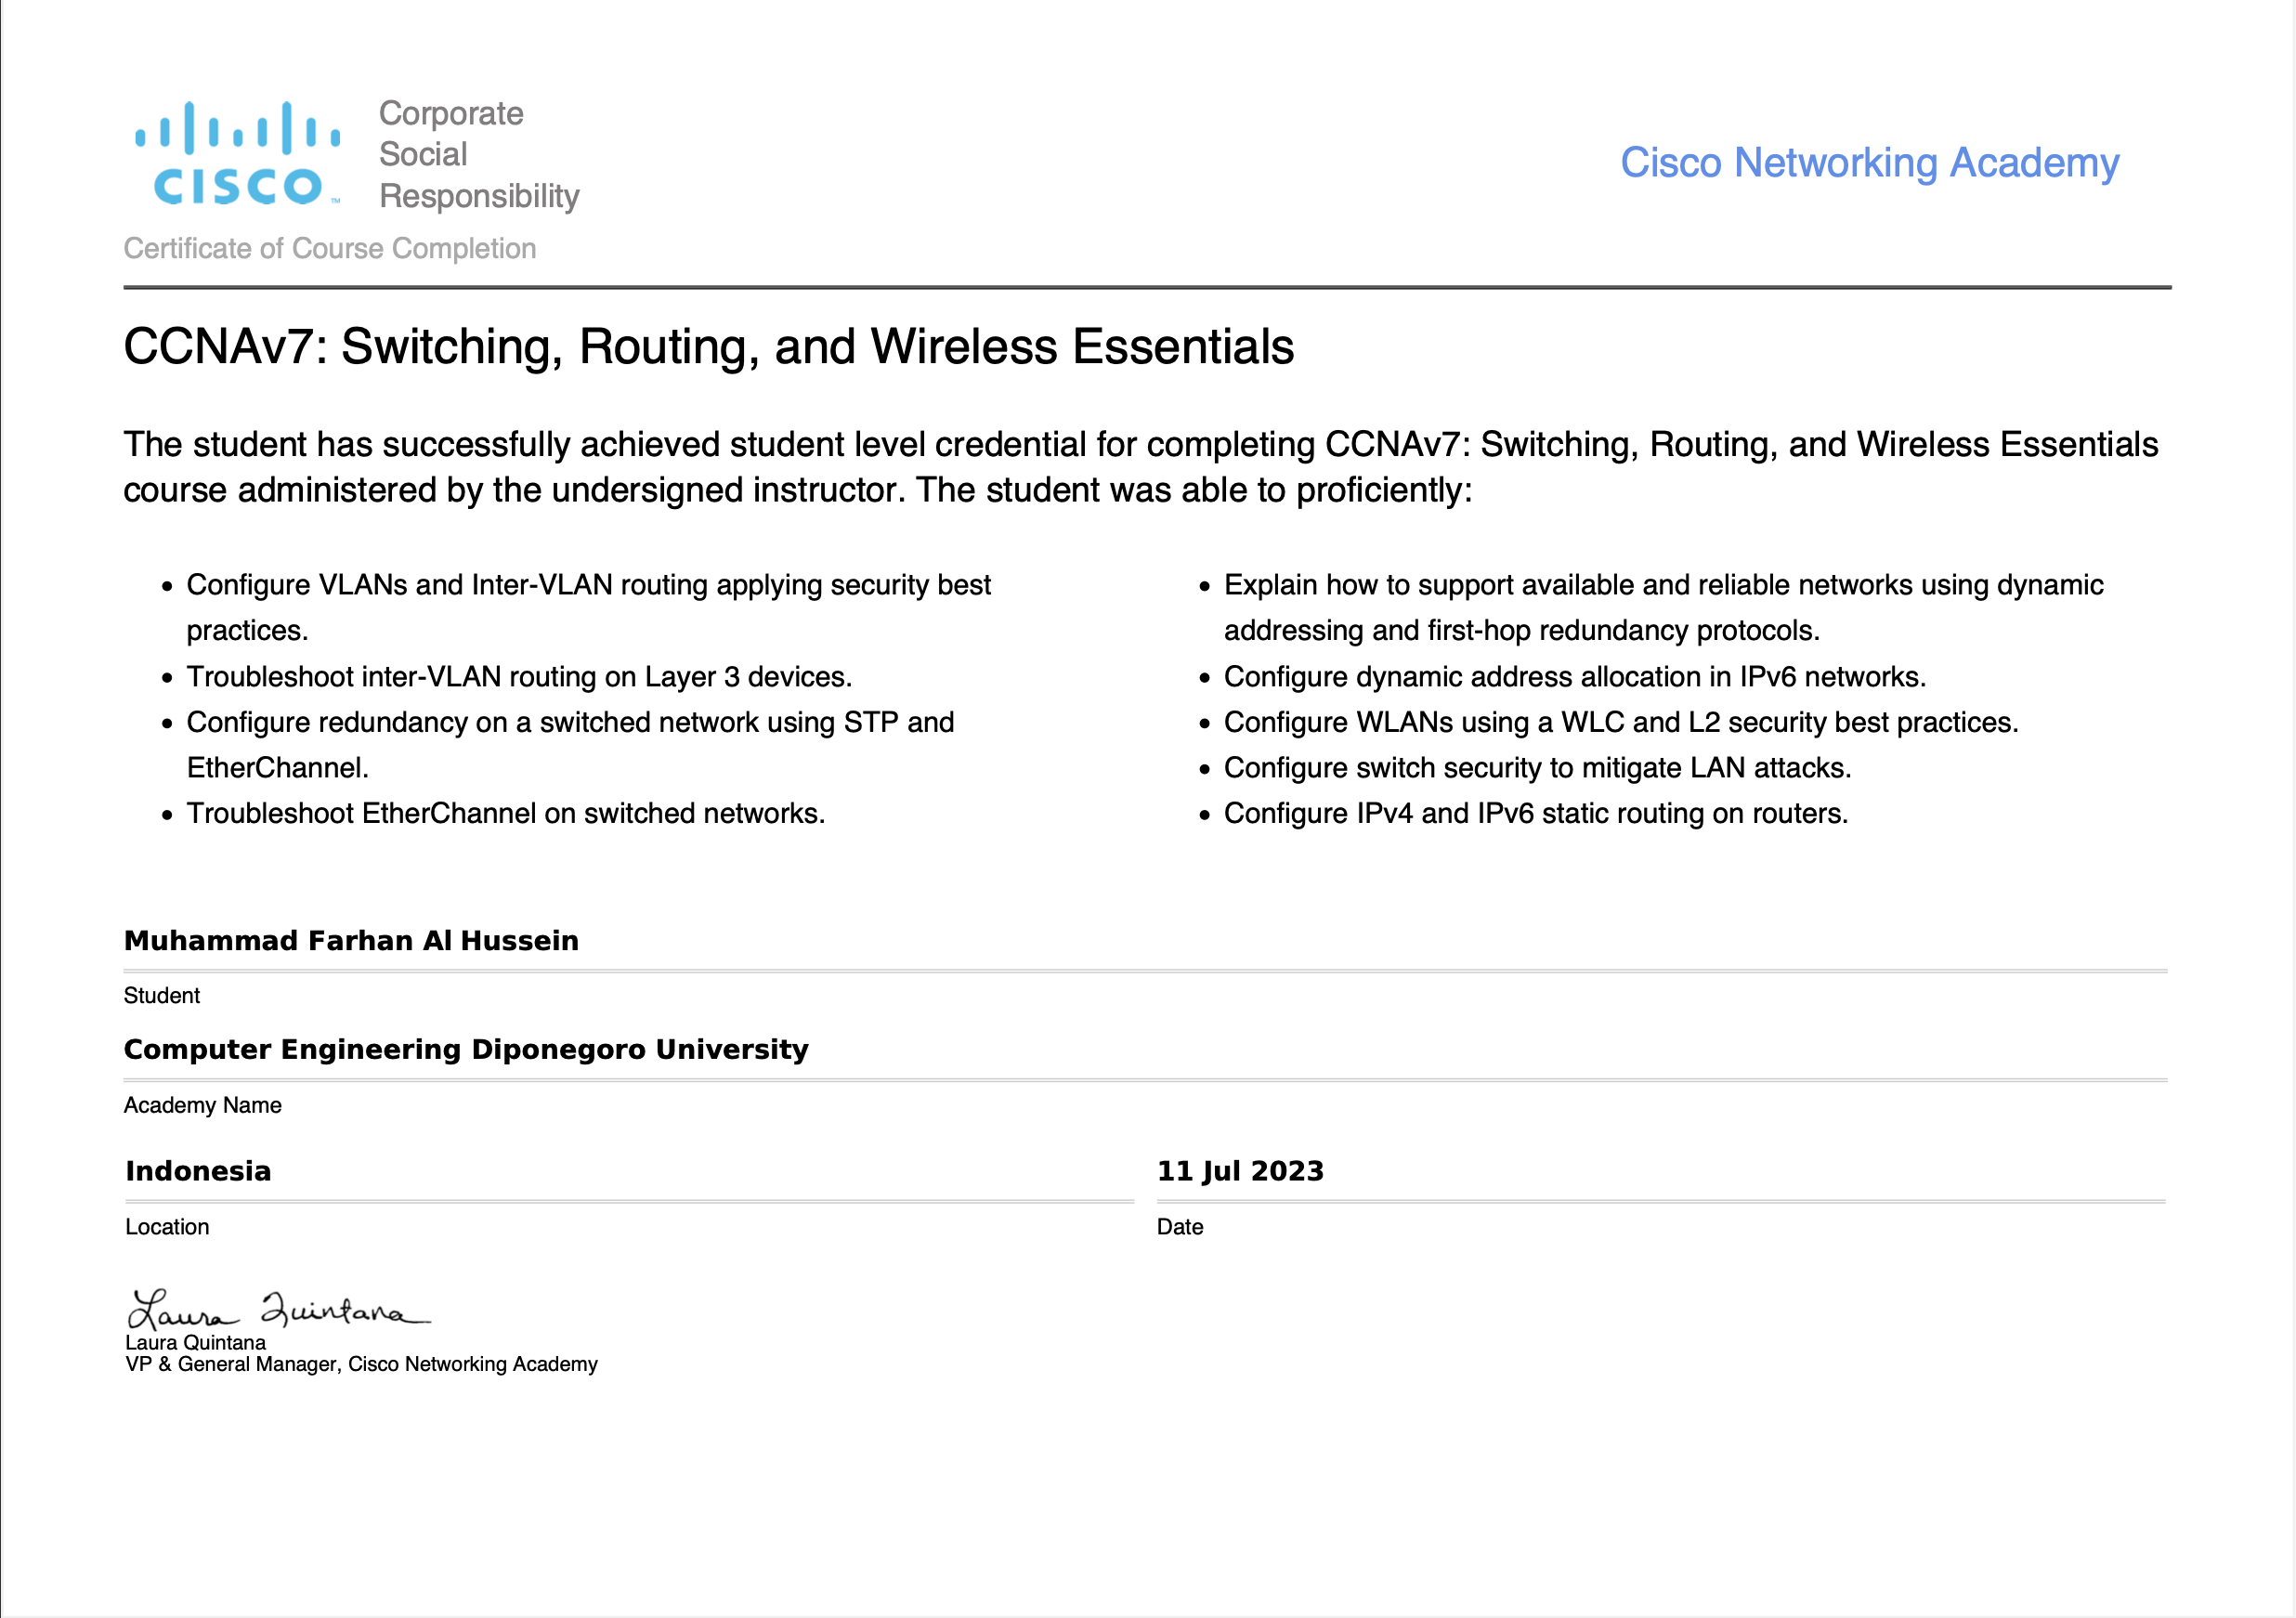 CISCO
Corporate
Social
Responsibility
Cisco Networking Academy
Certificate of Course Completion
CCNAv7: Switching, Routing, and Wireless Essentials
The student has successfully achieved student level credential for completing CCNAv7: Switching, Routing, and Wireless Essentials
course administered by the undersigned instructor. The student was able to proficiently:
• Configure VLANs and Inter-VLAN routing applying security best
practices.
• Troubleshoot inter-VLAN routing on Layer 3 devices.
• Configure redundancy on a switched network using STP and
EtherChannel.
• Troubleshoot EtherChannel on switched networks.
• Explain how to support available and reliable networks using dynamic
addressing and first-hop redundancy protocols.
• Configure dynamic address allocation in IPv6 networks.
• Configure WLANs using a WLC and L2 security best practices.
• Configure switch security to mitigate LAN attacks.
• Configure IPv4 and IPv6 static routing on routers.
Muhammad Farhan Al Hussein
Student
Computer Engineering Diponegoro University
Academy Name
Indonesia
Location
11 Jul 2023
Date
Laura Quintana
Laura Quintana
VP & General Manager, Cisco Networking Academy